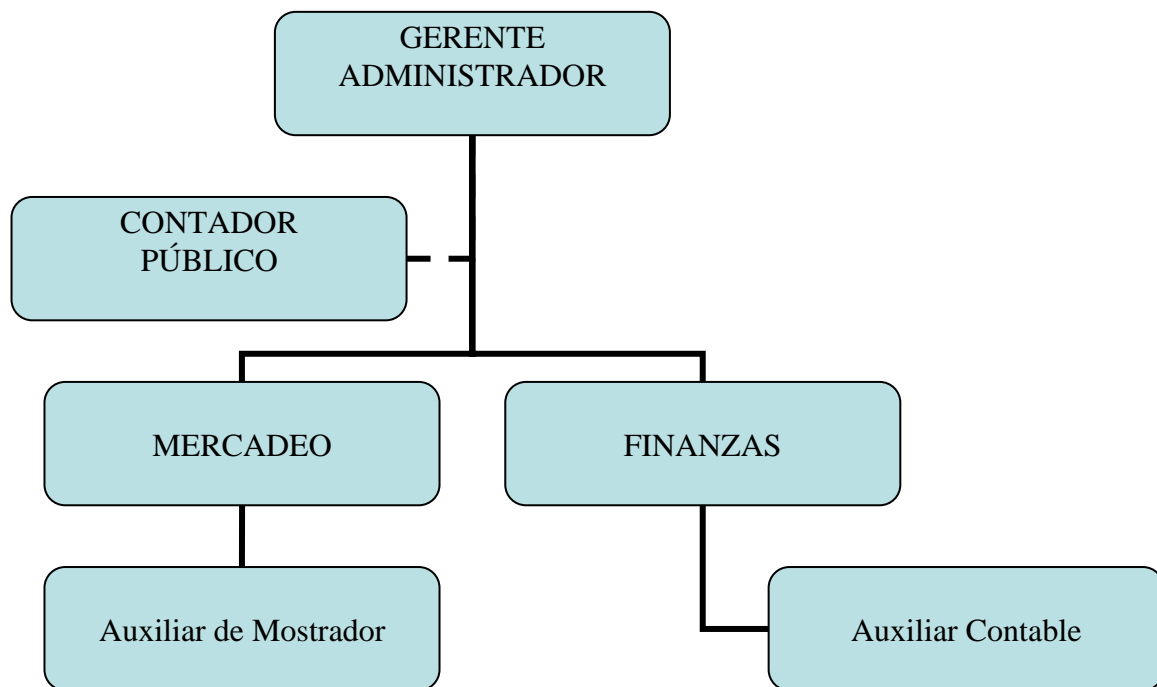 GERENTE
ADMINISTRADOR
CONTADOR
PÚBLICO
MERCADEO
FINANZAS
Auxiliar de Mostrador
Auxiliar Contable